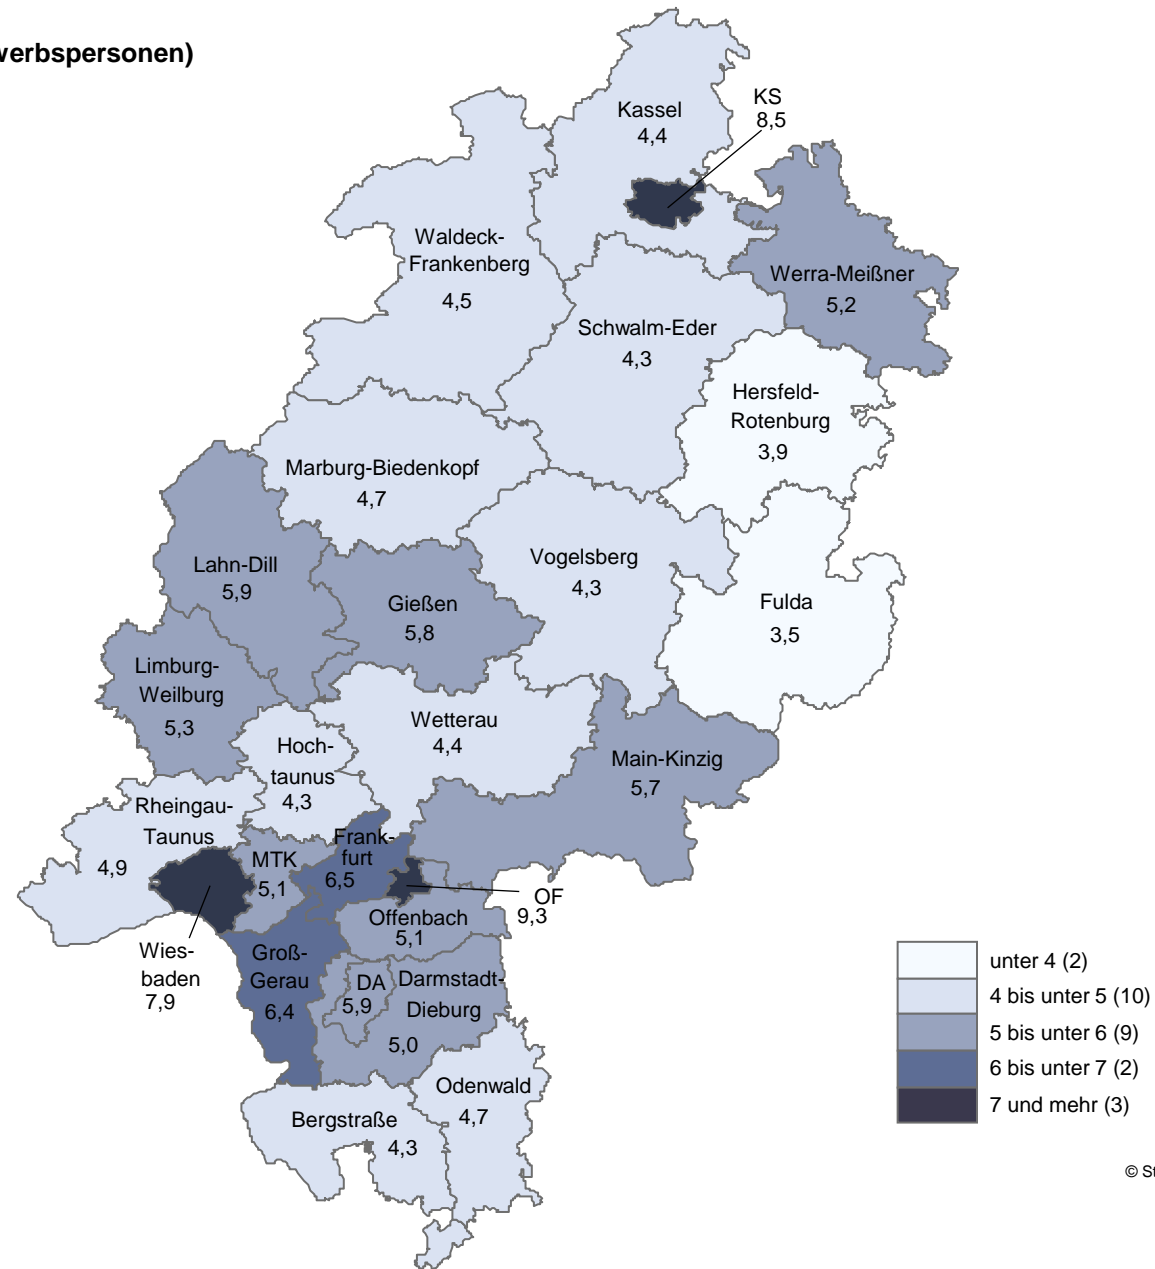 werbspersonen)
Kassel
4,4
KS
8,5
Waldeck-
Frankenberg
4,5
Werra-Meißner
5,2
Schwalm-Eder
4,3
Hersfeld-
Rotenburg
3,9
Marburg-Biedenkopf
4,7
Vogelsberg
4,3
Lahn-Dill
5,9
Gießen
5,8
Fulda
3,5
Limburg-
Weilburg
5,3
Wetterau
4,4
Hoch-
taunus
4,3
Main-Kinzig
5,7
Rheingau-
Taunus
4,9
MTK
5,1
Frank-
furt
6,5
OF
9,3
Offenbach
5,1
Wies-
baden
7,9
Groß-
Gerau
6,4
DA
5,9
Darmstadt-
Dieburg
5,0
Odenwald
4,7
Bergstraße
4,3
unter 4 (2)
4 bis unter 5 (10)
5 bis unter 6 (9)
6 bis unter 7 (2)
7 und mehr (3)
© St